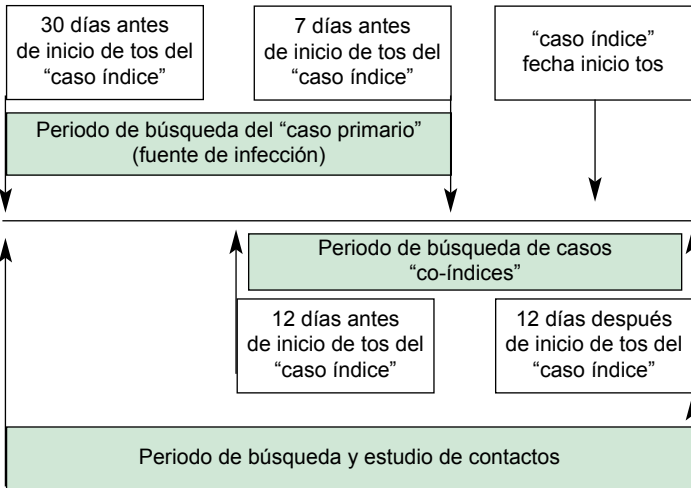 30 días antes
de inicio de tos del
“caso índice”
7 días antes
de inicio de tos del
“caso índice”
“caso índice”
fecha inicio tos
Periodo de búsqueda del “caso primario”
(fuente de infección)
Periodo de búsqueda de casos
“co-índices”
12 días antes
de inicio de tos del
“caso índice”
12 días después
de inicio de tos del
“caso índice”
Periodo de búsqueda y estudio de contactos